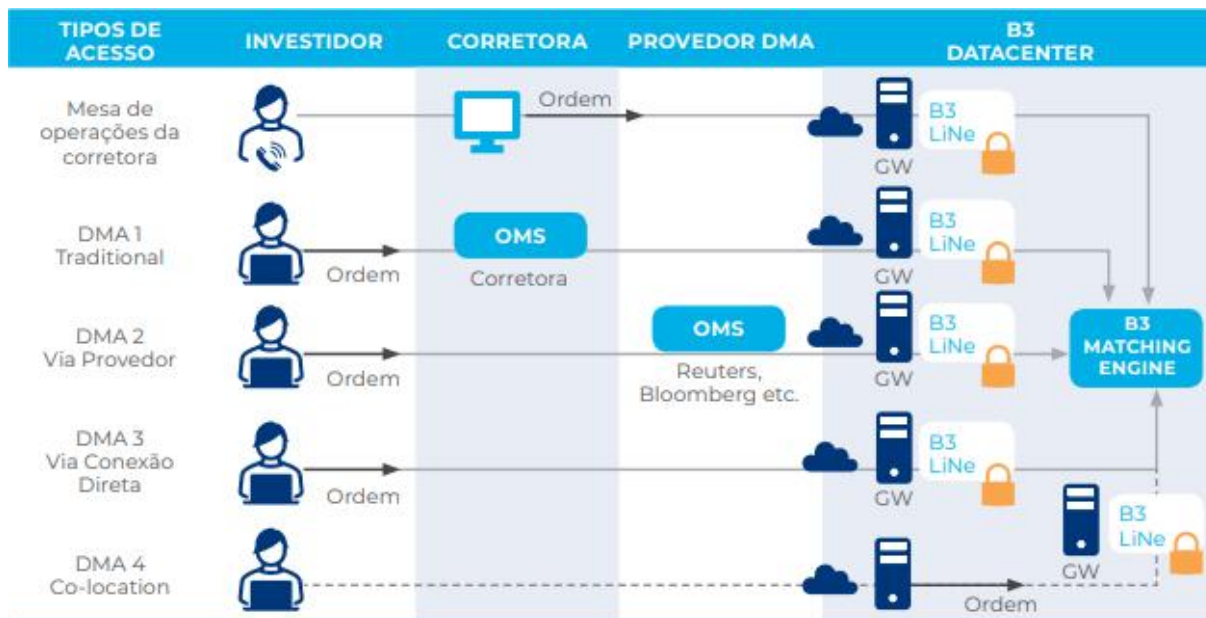 TIPOS DE
ACESSO
INVESTIDOR
CORRETORA
PROVEDOR DMA
B3
DATACENTER
Mesa de
operações da
corretora
Ordem
B3
LiNe
GW
DMA 1
Traditional
Ordem
OMS
Corretora
B3
LiNe
GW
DMA 2
Via Provedor
Ordem
OMS
Reuters,
Bloomberg etc.
B3
LiNe
GW
B3
MATCHING
ENGINE
DMA 3
Via Conexão
Direta
Ordem
B3
LiNe
GW
DMA 4
Co-location
Ordem
B3
LiNe
GW